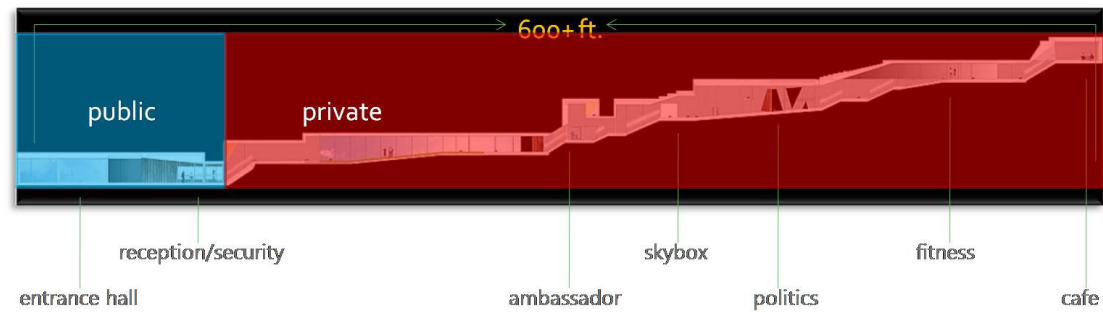 600+ft.
public
private
reception/security
skybox
fitness
entrance hall
ambassador
politics
cafe